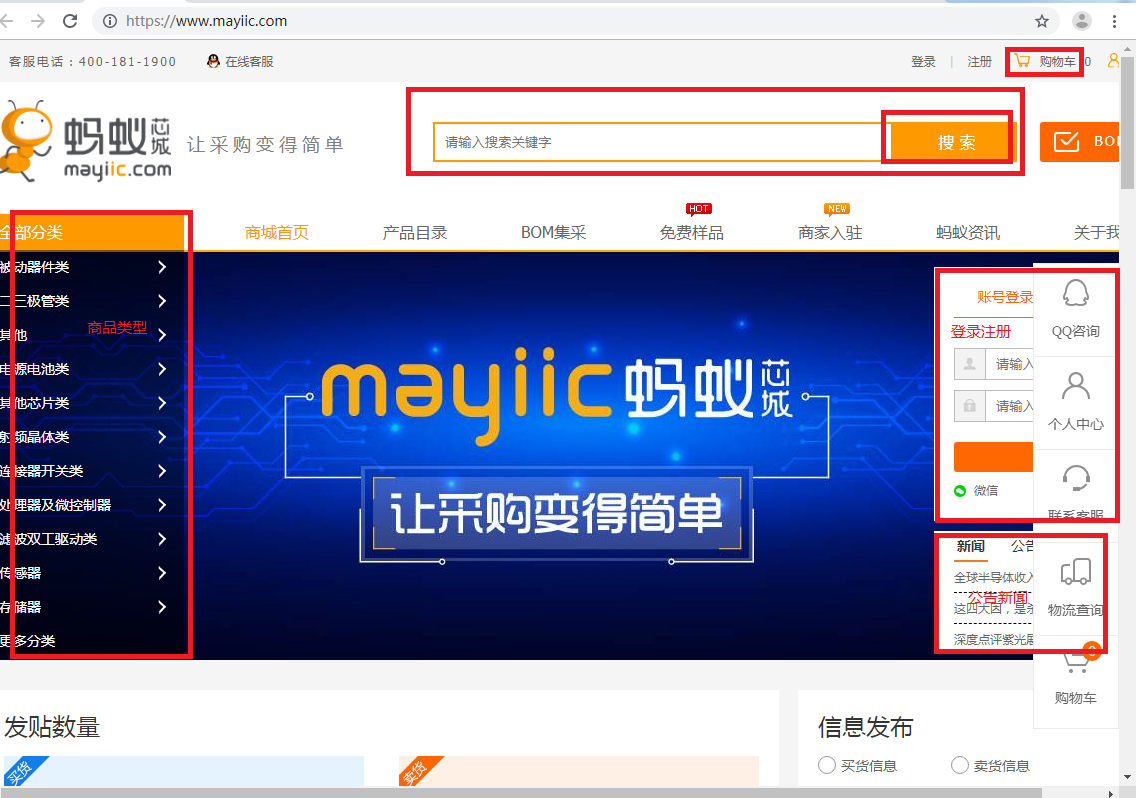 https://www.mayiic.com
客服电话：400-181-1900 在线客服 登录 | 注册 购物车 0
蚂蚁芯城
mayiic.com
让采购变得简单
请输入搜索关键字 搜 索
BO
HOT NEW
全部分类 商城首页 产品目录 BOM集采 免费样品 商家入驻 蚂蚁资讯 关于我
被动器件类
二三极管类
商品类型
其他
电源电池类
其他芯片类
射频晶体类
连接器开关类
处理器及微控制器
滤波双工驱动类
传感器
存储器
更多分类
mayiic 蚂蚁芯城
让采购变得简单
账号登录
登录注册
请输入
请输入
微信
QQ咨询
个人中心
联系客服
新闻 公告
全球半导体收入
公告新闻
这四大因，是杀
深度点评紫光展
物流查询
0
购物车
发贴数量 信息发布
买货 卖货
买货信息 卖货信息